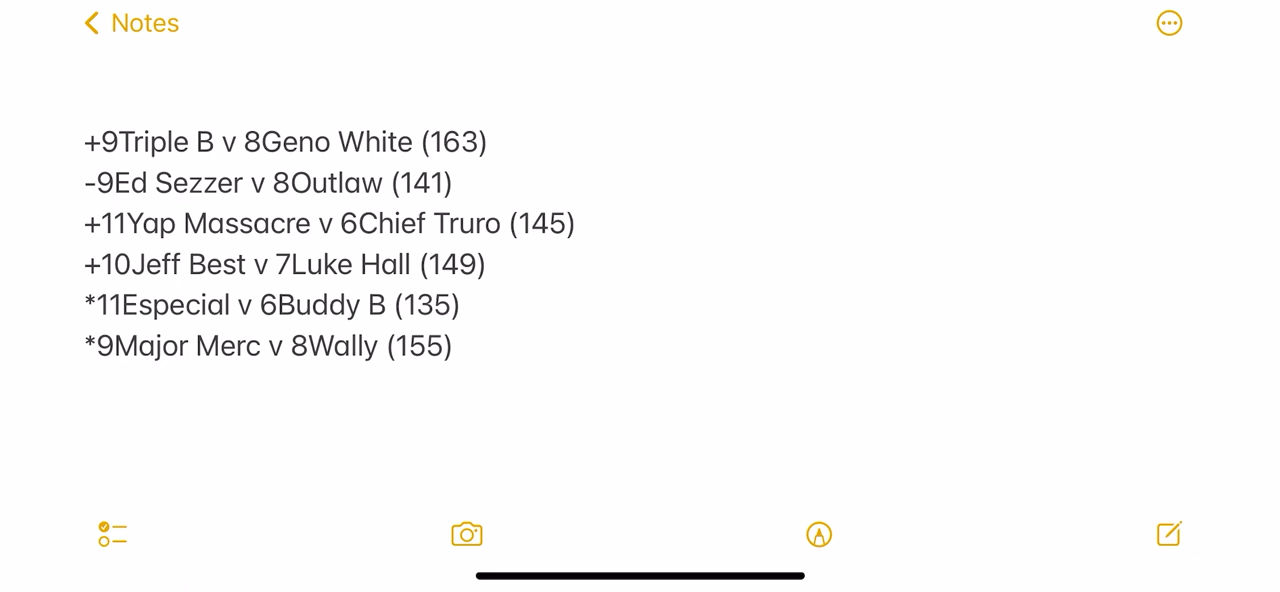 Notes
+9Triple B v 8Geno White (163)
-9Ed Sezzer v 8Outlaw (141)
+11Yap Massacre v 6Chief Truro (145)
+10Jeff Best v 7Luke Hall (149)
*11Especial v 6Buddy B (135)
*9Major Merc v 8Wally (155)